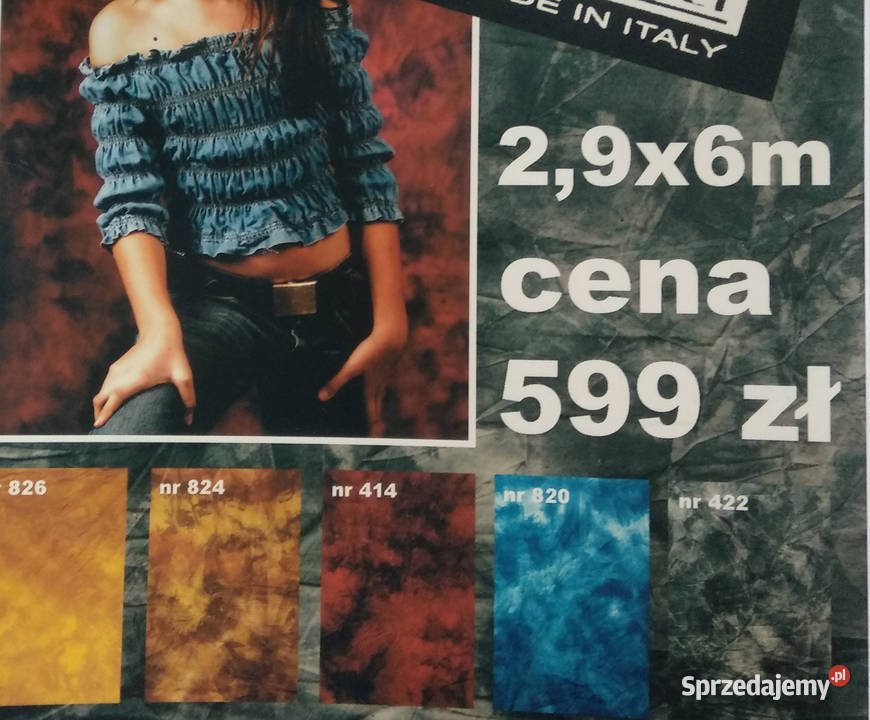 DE IN ITALY
2,9x6m
cena
599 zł
826
nr 824
nr 414
nr 820
nr 422
Sprzedajemy.pl